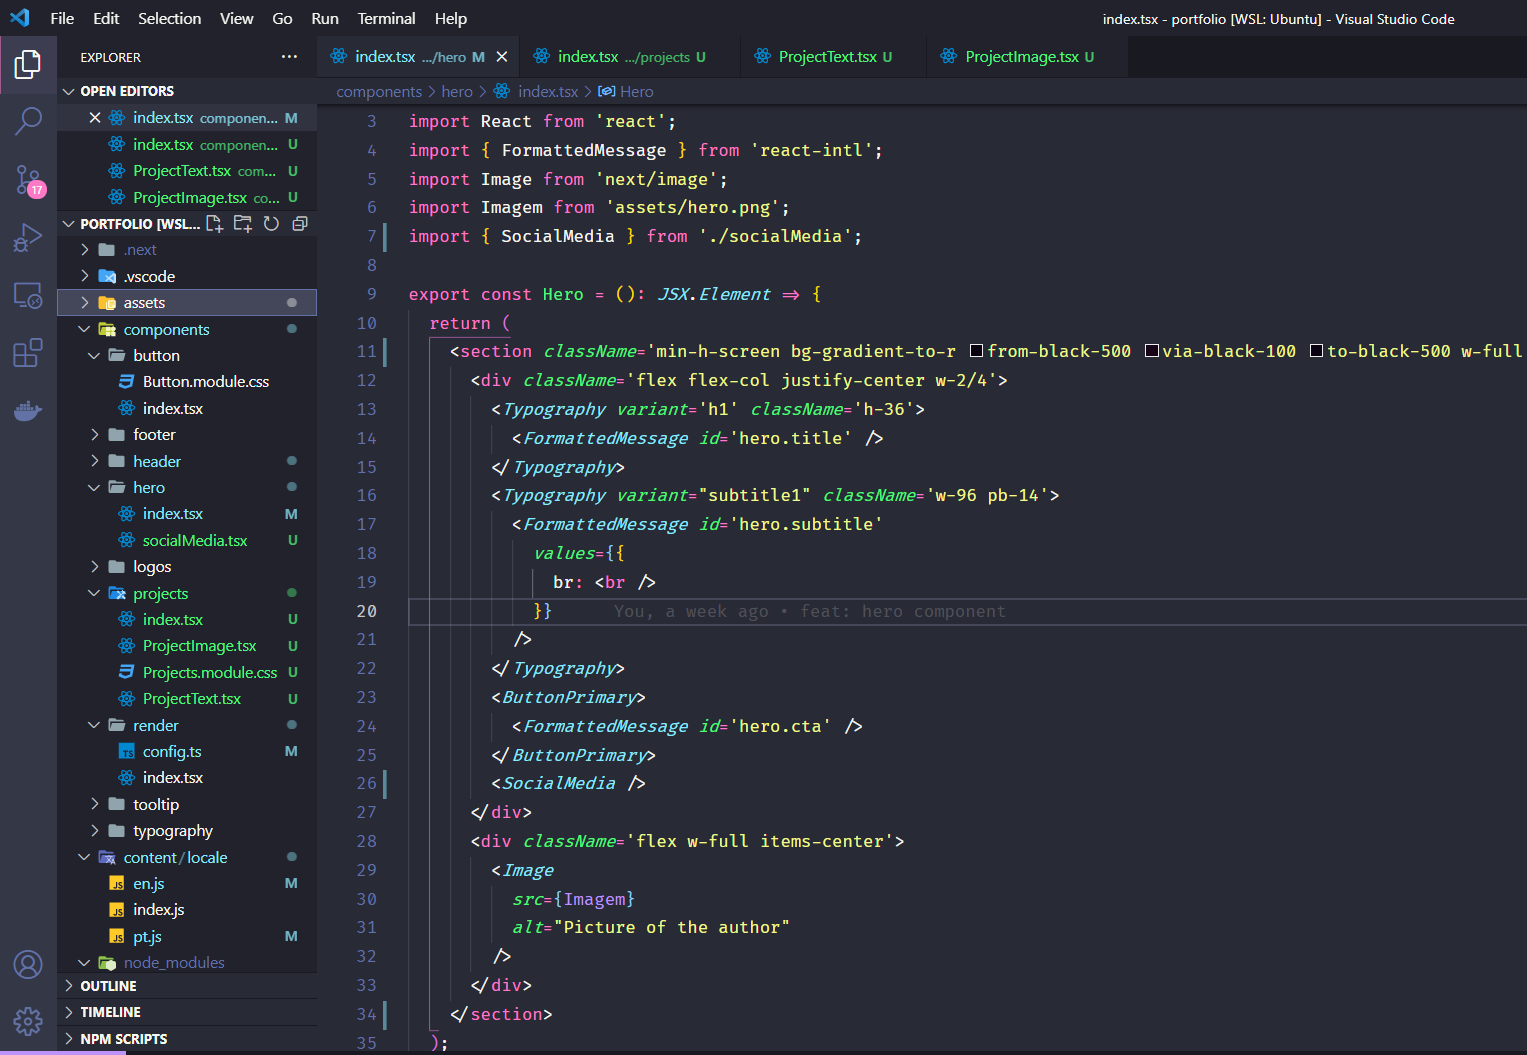 File Edit Selection View Go Run Terminal Help
index.tsx - portfolio [WSL: Ubuntu] - Visual Studio Code
EXPLORER ···
index.tsx .../hero M
index.tsx .../projects U
ProjectText.tsx U
ProjectImage.tsx U
components > hero > index.tsx > Hero
OPEN EDITORS
index.tsx componen... M
index.tsx componen... U
ProjectText.tsx com... U
ProjectImage.tsx co... U
17
PORTFOLIO [WSL...
.next
.vscode
assets
components
button
Button.module.css
index.tsx
footer
header
hero
index.tsx M
socialMedia.tsx U
logos
projects
index.tsx U
ProjectImage.tsx U
Projects.module.css U
ProjectText.tsx U
render
TS config.ts M
index.tsx
tooltip
typography
content/locale
JS en.js M
JS index.js
JS pt.js M
node_modules
OUTLINE
TIMELINE
NPM SCRIPTS
3 import React from 'react';
4 import { FormattedMessage } from 'react-intl';
5 import Image from 'next/image';
6 import Imagem from 'assets/hero.png';
7 import { SocialMedia } from './socialMedia';
8
9 export const Hero = (): JSX.Element => {
10 return (
11 <section className='min-h-screen bg-gradient-to-r from-black-500 via-black-100 to-black-500 w-full
12 <div className='flex flex-col justify-center w-2/4'>
13 <Typography variant='h1' className='h-36'>
14 <FormattedMessage id='hero.title' />
15 </Typography>
16 <Typography variant="subtitle1" className='w-96 pb-14'>
17 <FormattedMessage id='hero.subtitle'
18 values={{
19 br: <br />
20 }} You, a week ago • feat: hero component
21 />
22 </Typography>
23 <ButtonPrimary>
24 <FormattedMessage id='hero.cta' />
25 </ButtonPrimary>
26 <SocialMedia />
27 </div>
28 <div className='flex w-full items-center'>
29 <Image
30 src={Imagem}
31 alt="Picture of the author"
32 />
33 </div>
34 </section>
35 );